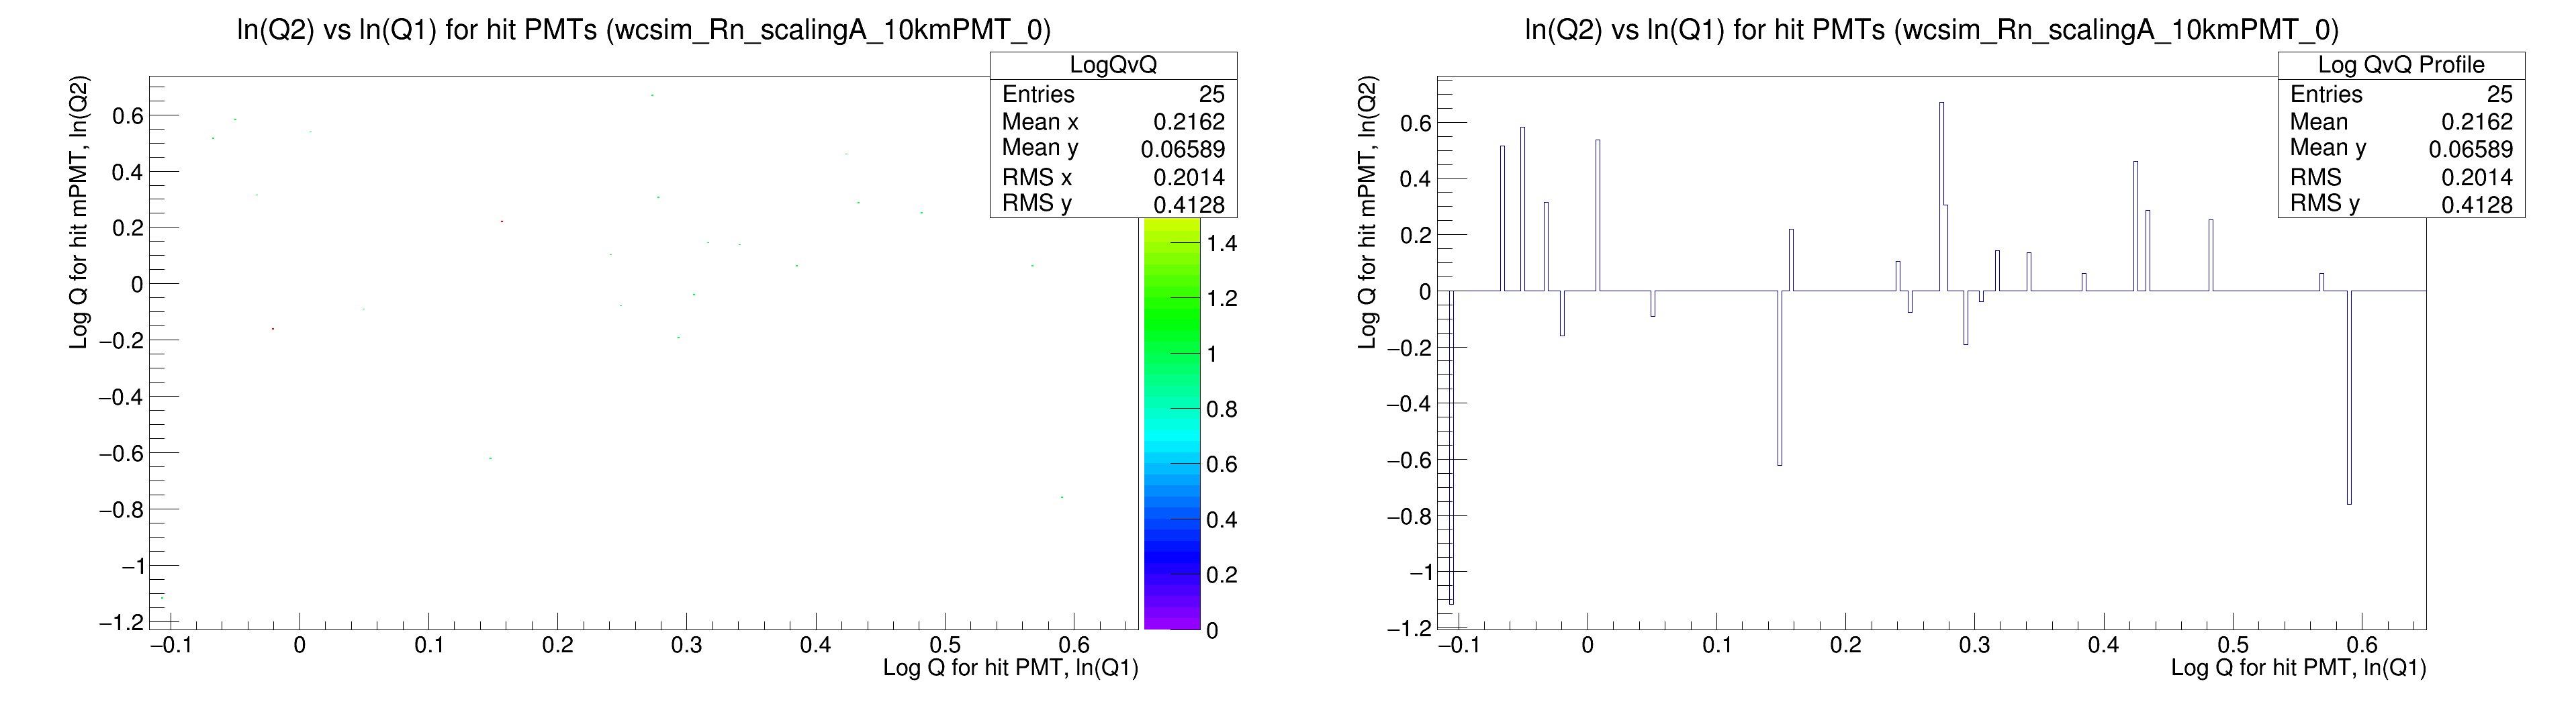 ln(Q2) vs ln(Q1) for hit PMTs (wcsim_Rn_scalingA_10kmPMT_0)
LogQvQ
Entries 25
Mean x 0.2162
Mean y 0.06589
RMS x 0.2014
RMS y 0.4128
Log Q for hit mPMT, ln(Q2)
0.6
0.4
0.2
0
−0.2
−0.4
−0.6
−0.8
−1
−1.2
−0.1 0 0.1 0.2 0.3 0.4 0.5 0.6
Log Q for hit PMT, ln(Q1)
1.4
1.2
1
0.8
0.6
0.4
0.2
0
ln(Q2) vs ln(Q1) for hit PMTs (wcsim_Rn_scalingA_10kmPMT_0)
Log QvQ Profile
Entries 25
Mean 0.2162
Mean y 0.06589
RMS 0.2014
RMS y 0.4128
Log Q for hit mPMT, ln(Q2)
0.6
0.4
0.2
0
−0.2
−0.4
−0.6
−0.8
−1
−1.2
−0.1 0 0.1 0.2 0.3 0.4 0.5 0.6
Log Q for hit PMT, ln(Q1)